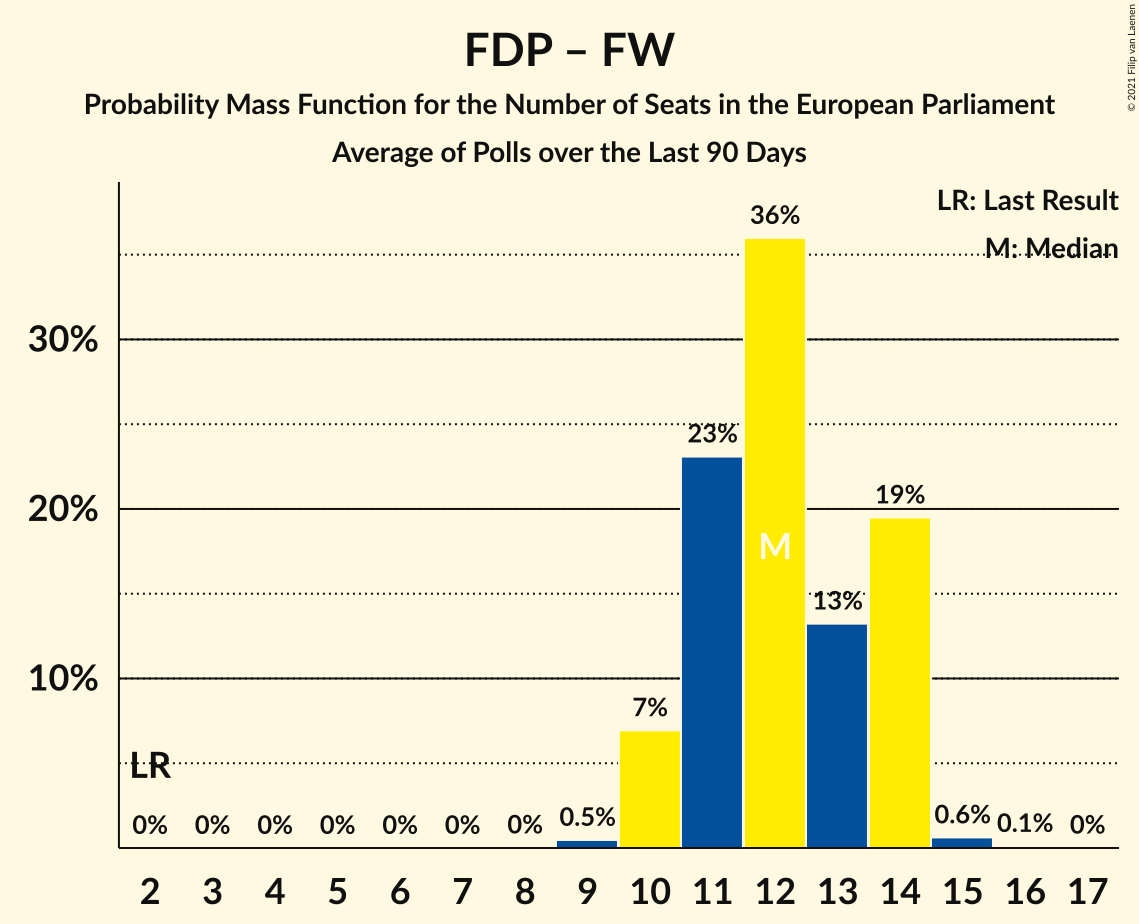 FDP – FW
Probability Mass Function for the Number of Seats in the European Parliament
Average of Polls over the Last 90 Days
© 2021 Filip van Laenen
LR: Last Result
M: Median
36%
30%
23%
20%
19%
M
13%
10%
7%
LR
0% 0% 0% 0% 0% 0% 0% 0.5% 0.6% 0.1% 0%
2 3 4 5 6 7 8 9 10 11 12 13 14 15 16 17